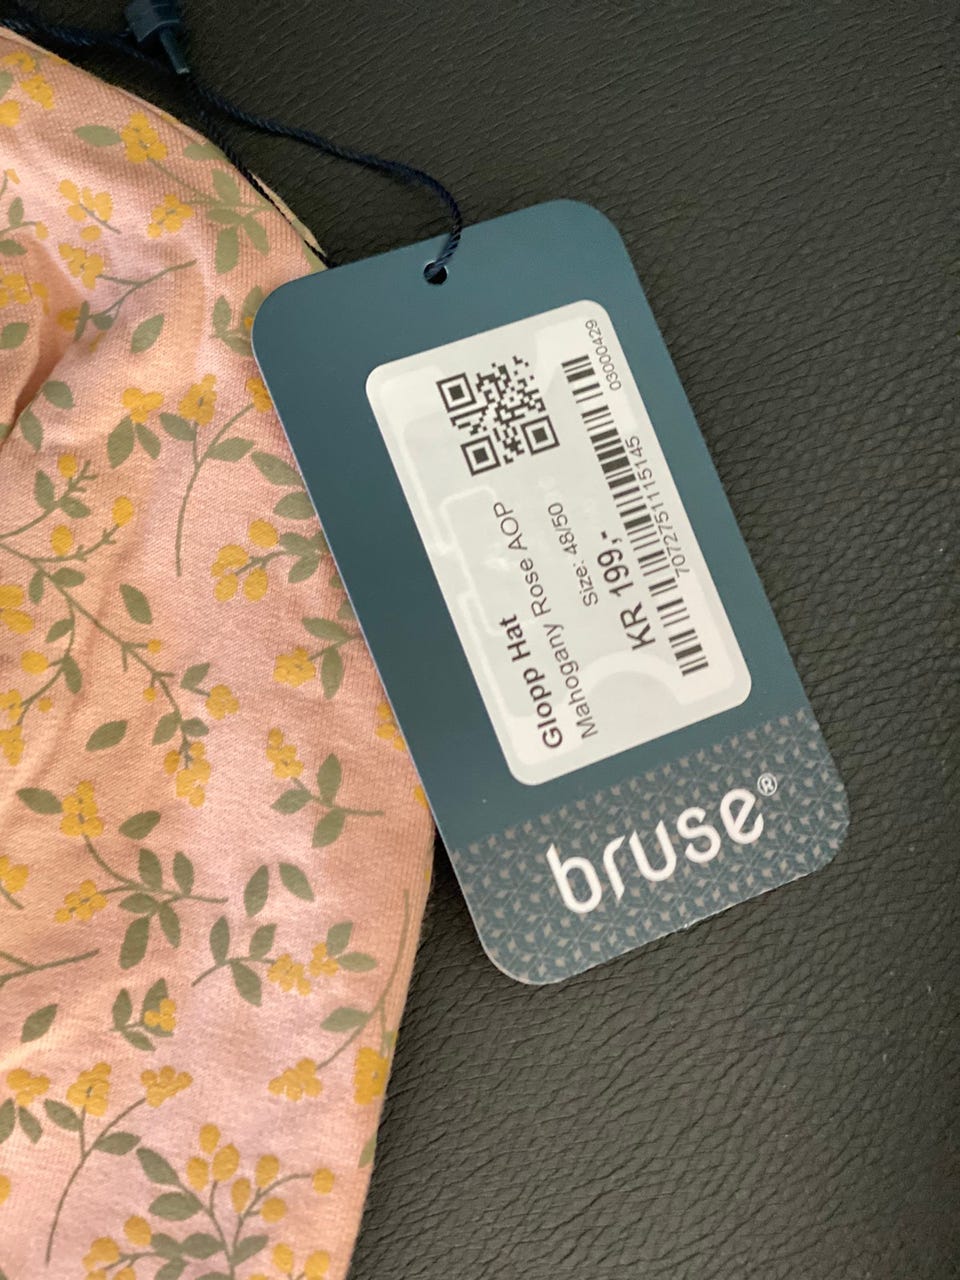 Glopp Hat
Mahogany Rose AOP
Size: 48/50
KR 199,-
7072751115145
03000429
bruse®